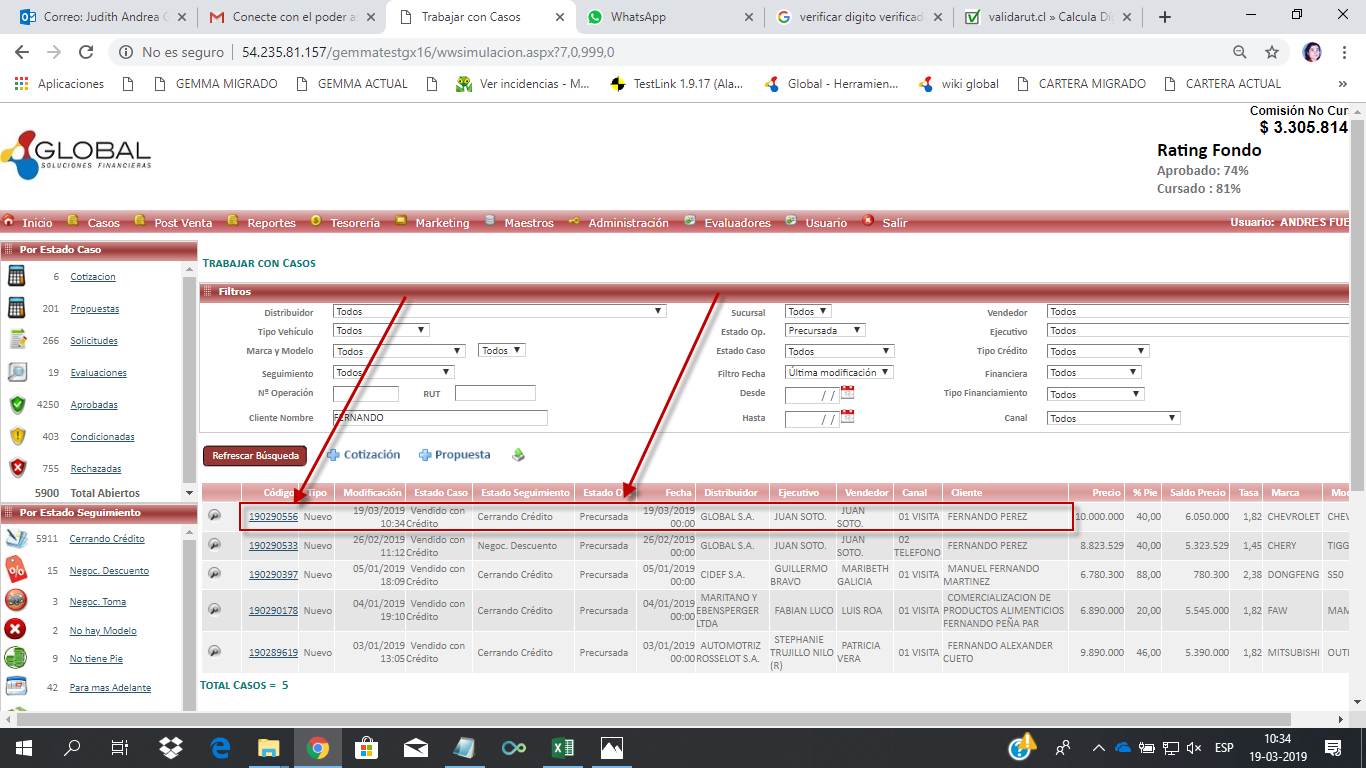 Correo: Judith Andrea G
Conecte con el poder a
Trabajar con Casos
WhatsApp
verificar digito verificad
validarut.cl » Calcula Dí
No es seguro | 54.235.81.157/gemmatestgx16/wwsimulacion.aspx?7,0,999,0
Aplicaciones
GEMMA MIGRADO
GEMMA ACTUAL
Ver incidencias - M...
TestLink 1.9.17 (Ala...
Global - Herramien...
wiki global
CARTERA MIGRADO
CARTERA ACTUAL
»
Comisión No Cur
$ 3.305.814
Rating Fondo
Aprobado: 74%
Cursado : 81%
GLOBAL
SOLUCIONES FINANCIERAS
Inicio Casos Post Venta Reportes Tesorería Marketing Maestros Administración Evaluadores Usuario Salir Usuario: ANDRES FUE
Por Estado Caso
6 Cotizacion
201 Propuestas
266 Solicitudes
19 Evaluaciones
4250 Aprobadas
403 Condicionadas
755 Rechazadas
5900 Total Abiertos
Por Estado Seguimiento
5911 Cerrando Crédito
15 Negoc. Descuento
3 Negoc. Toma
2 No hay Modelo
9 No tiene Pie
42 Para mas Adelante
TRABAJAR CON CASOS
Filtros
Distribuidor Todos Sucursal Todos Vendedor Todos
Tipo Vehículo Todos Estado Op. Precursada Ejecutivo Todos
Marca y Modelo Todos Todos Estado Caso Todos Tipo Crédito Todos
Seguimiento Todos Filtro Fecha Última modificación Financiera Todos
Nº Operación RUT Desde / / Tipo Financiamiento Todos
Cliente Nombre FERNANDO Hasta / / Canal Todos
Refrescar Búsqueda Cotización Propuesta
Código Tipo Modificación Estado Caso Estado Seguimiento Estado O Fecha Distribuidor Ejecutivo Vendedor Canal Cliente Precio % Pie Saldo Precio Tasa Marca Mod
190290556 Nuevo 19/03/2019 10:34 Vendido con Crédito Cerrando Crédito Precursada 19/03/2019 00:00 GLOBAL S.A. JUAN SOTO. JUAN SOTO. 01 VISITA FERNANDO PEREZ 10.000.000 40,00 6.050.000 1,82 CHEVROLET CHEV
190290533 Nuevo 26/02/2019 11:12 Vendido con Crédito Negoc. Descuento Precursada 26/02/2019 00:00 GLOBAL S.A. JUAN SOTO. JUAN SOTO. 02 TELEFONO FERNANDO PEREZ 8.823.529 40,00 5.323.529 1,45 CHERY TIGG
190290397 Nuevo 05/01/2019 18:09 Vendido con Crédito Cerrando Crédito Precursada 05/01/2019 00:00 CIDEF S.A. GUILLERMO BRAVO MARIBETH GALICIA 01 VISITA MANUEL FERNANDO MARTINEZ 6.780.300 88,00 780.300 2,38 DONGFENG S50
190290178 Nuevo 04/01/2019 19:10 Vendido con Crédito Cerrando Crédito Precursada 04/01/2019 00:00 MARITANO Y EBENSPERGER LTDA FABIAN LUCO LUIS ROA 01 VISITA COMERCIALIZACION DE PRODUCTOS ALIMENTICIOS FERNANDO PEÑA PAR 6.890.000 20,00 5.545.000 1,82 FAW MAM
190289619 Nuevo 03/01/2019 13:05 Vendido con Crédito Cerrando Crédito Precursada 03/01/2019 00:00 AUTOMOTRIZ ROSSELOT S.A. STEPHANIE TRUJILLO NILO (R) PATRICIA VERA 01 VISITA FERNANDO ALEXANDER CUETO 9.890.000 46,00 5.390.000 1,82 MITSUBISHI OUTL
TOTAL CASOS = 5
ESP
10:34
19-03-2019